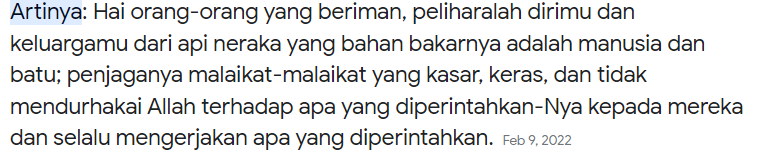 Artinya: Hai orang-orang yang beriman, peliharalah dirimu dan
keluargamu dari api neraka yang bahan bakarnya adalah manusia dan
batu; penjaganya malaikat-malaikat yang kasar, keras, dan tidak
mendurhakai Allah terhadap apa yang diperintahkan-Nya kepada mereka
dan selalu mengerjakan apa yang diperintahkan. Feb 9, 2022